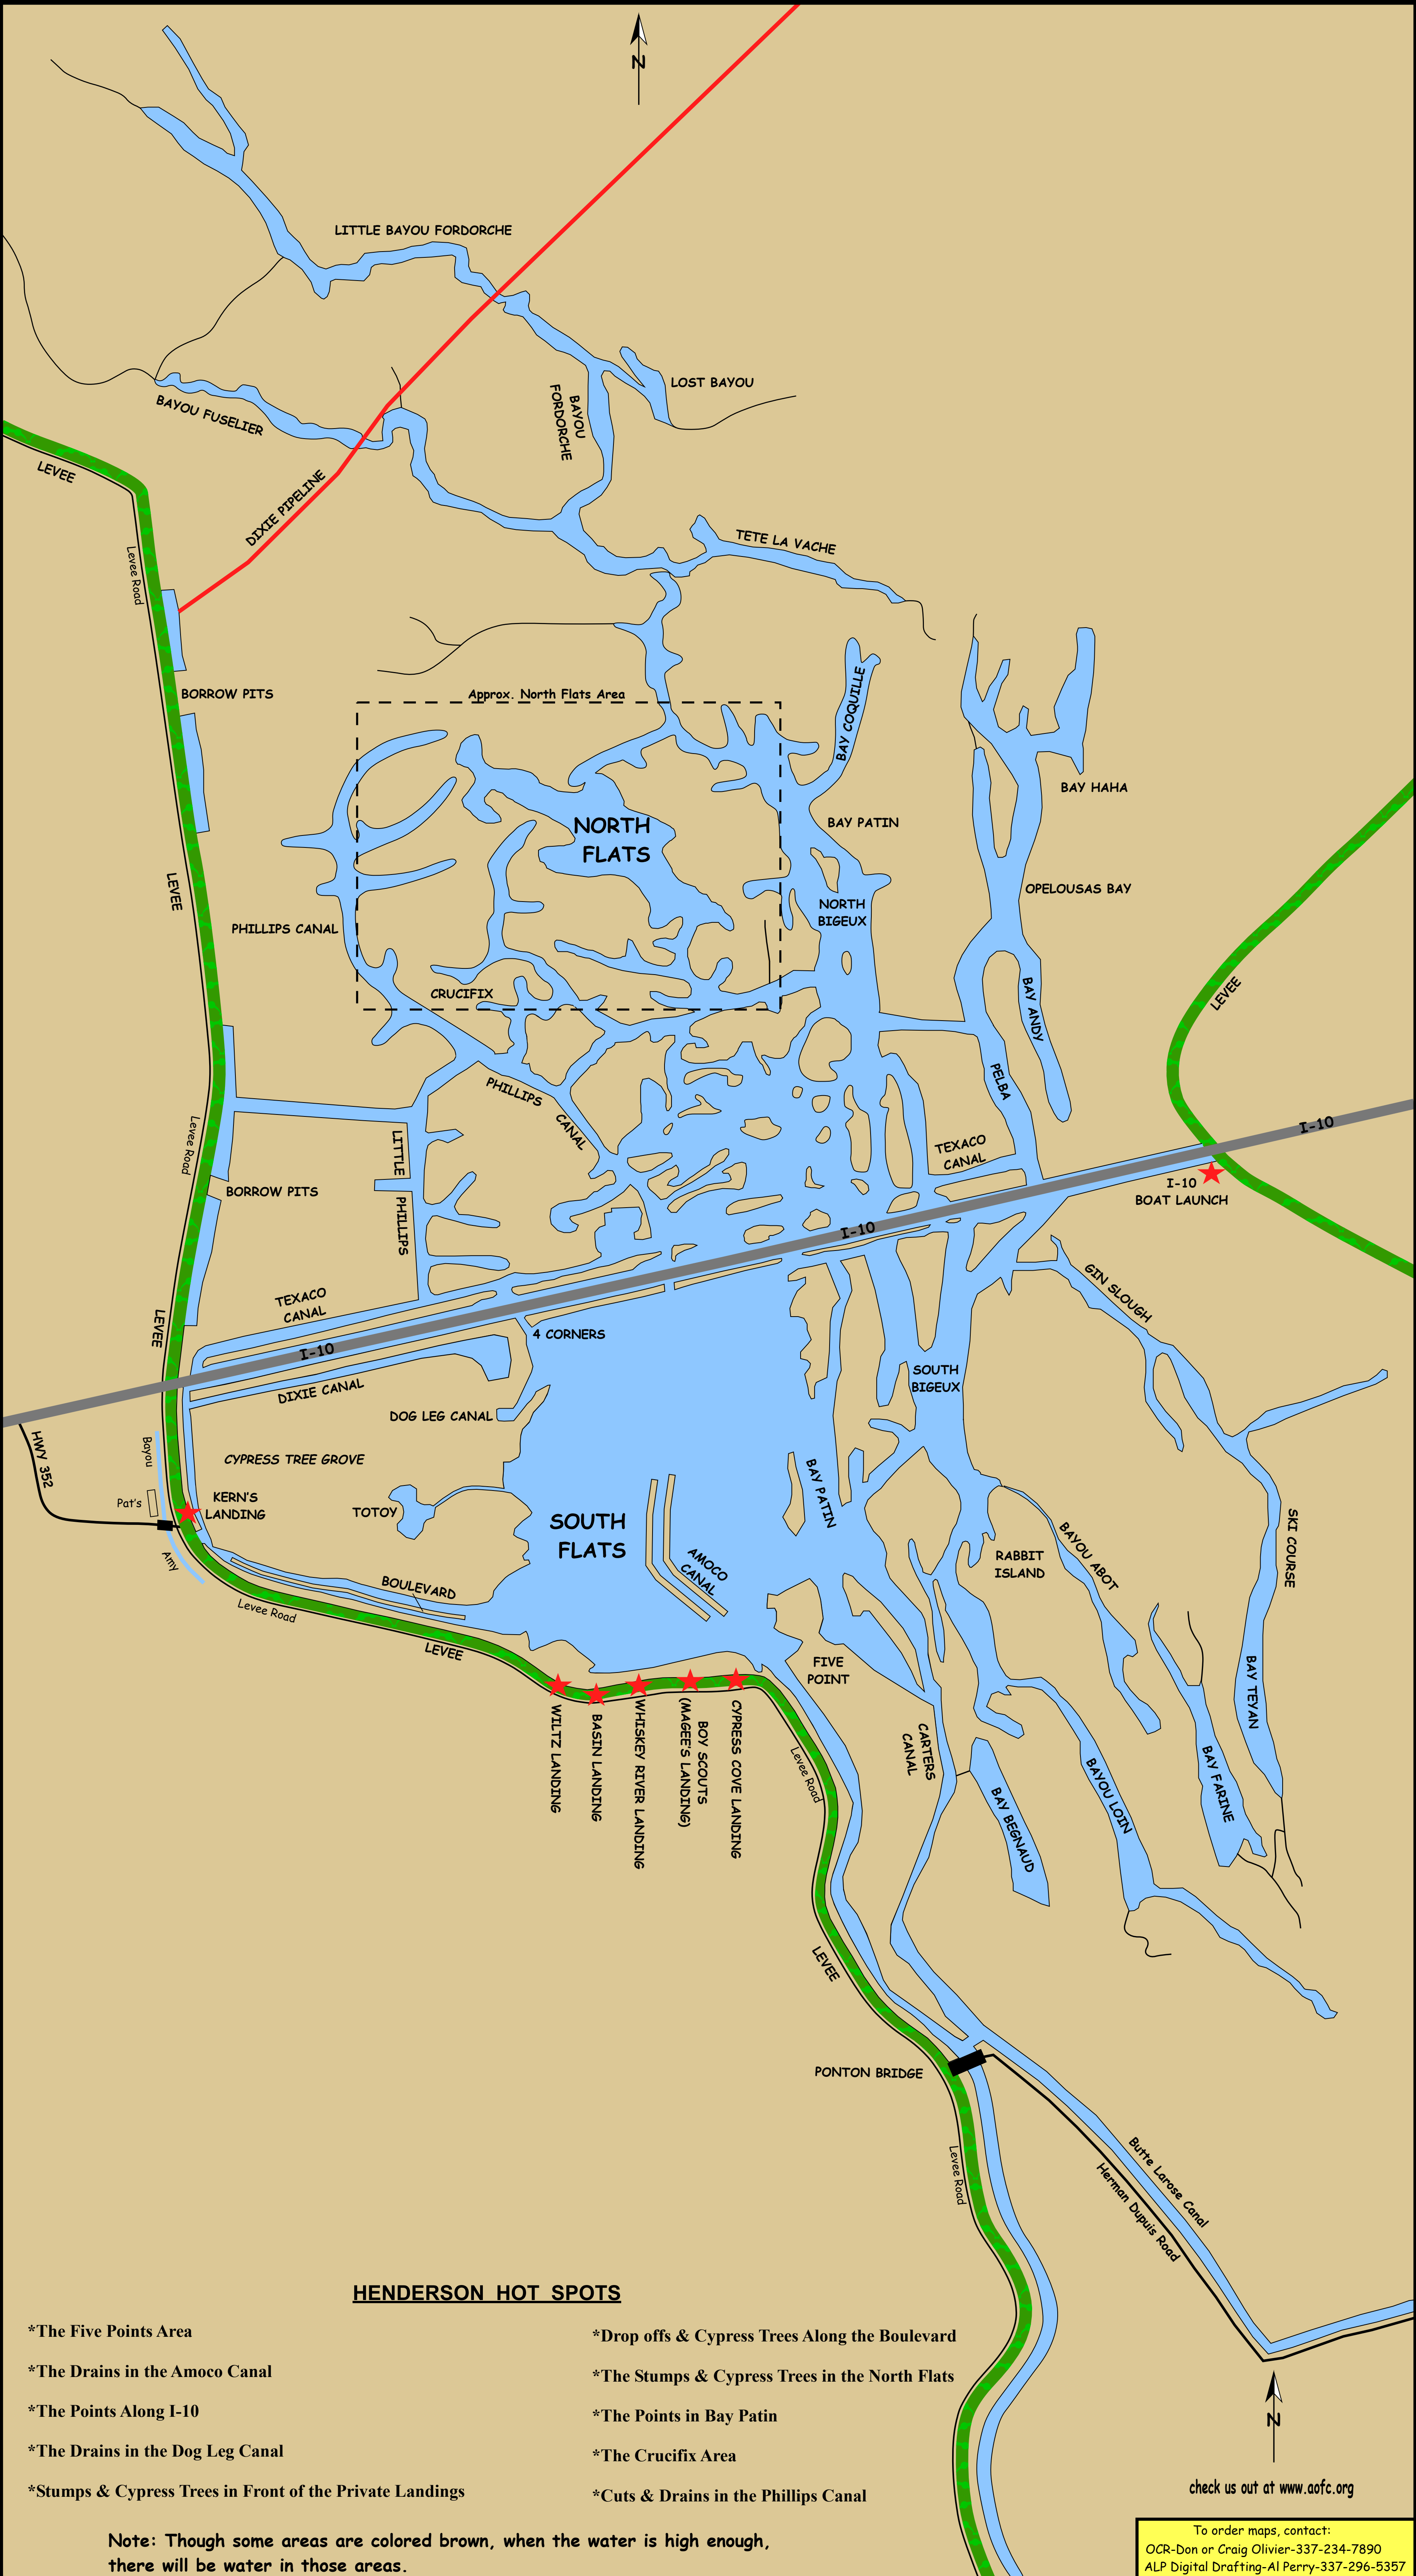 N
LITTLE BAYOU FORDORCHE
LOST BAYOU
BAYOU
FORDORCHE
BAYOU FUSELIER
LEVEE
DIXIE PIPELINE
Levee Road
TETE LA VACHE
BORROW PITS
Approx. North Flats Area
BAY COQUILLE
BAY HAHA
BAY PATIN
NORTH
FLATS
LEVEE
OPELOUSAS BAY
NORTH
BIGEUX
PHILLIPS CANAL
CRUCIFIX
BAY ANDY
LEVEE
PELBA
PHILLIPS
CANAL
I-10
Levee Road
LITTLE
PHILLIPS
TEXACO
CANAL
I-10
BOAT LAUNCH
BORROW PITS
I-10
GIN SLOUGH
TEXACO
CANAL
LEVEE
4 CORNERS
I-10
DIXIE CANAL
SOUTH
BIGEUX
DOG LEG CANAL
HWY 352
Bayou
CYPRESS TREE GROVE
Pat's
KERN'S
LANDING
TOTOY
BAY PATIN
SOUTH
FLATS
SKI COURSE
Amy
AMOCO
CANAL
RABBIT
ISLAND
BAYOU ABOT
BOULEVARD
Levee Road
LEVEE
FIVE
POINT
BAY TEYAN
WILTZ LANDING
BASIN LANDING
WHISKEY RIVER LANDING
BOY SCOUTS
(MAGEE'S LANDING)
CYPRESS COVE LANDING
Levee Road
CARTERS
CANAL
BAY BEGNAUD
BAYOU LOIN
BAY FARINE
LEVEE
PONTON BRIDGE
Levee Road
Butte Larose Canal
Herman Dupuis Road
HENDERSON HOT SPOTS
*The Five Points Area
*The Drains in the Amoco Canal
*The Points Along I-10
*The Drains in the Dog Leg Canal
*Stumps & Cypress Trees in Front of the Private Landings
*Drop offs & Cypress Trees Along the Boulevard
*The Stumps & Cypress Trees in the North Flats
*The Points in Bay Patin
*The Crucifix Area
*Cuts & Drains in the Phillips Canal
Note: Though some areas are colored brown, when the water is high enough,
there will be water in those areas.
N
check us out at www.aofc.org
To order maps, contact:
OCR-Don or Craig Olivier-337-234-7890
ALP Digital Drafting-Al Perry-337-296-5357